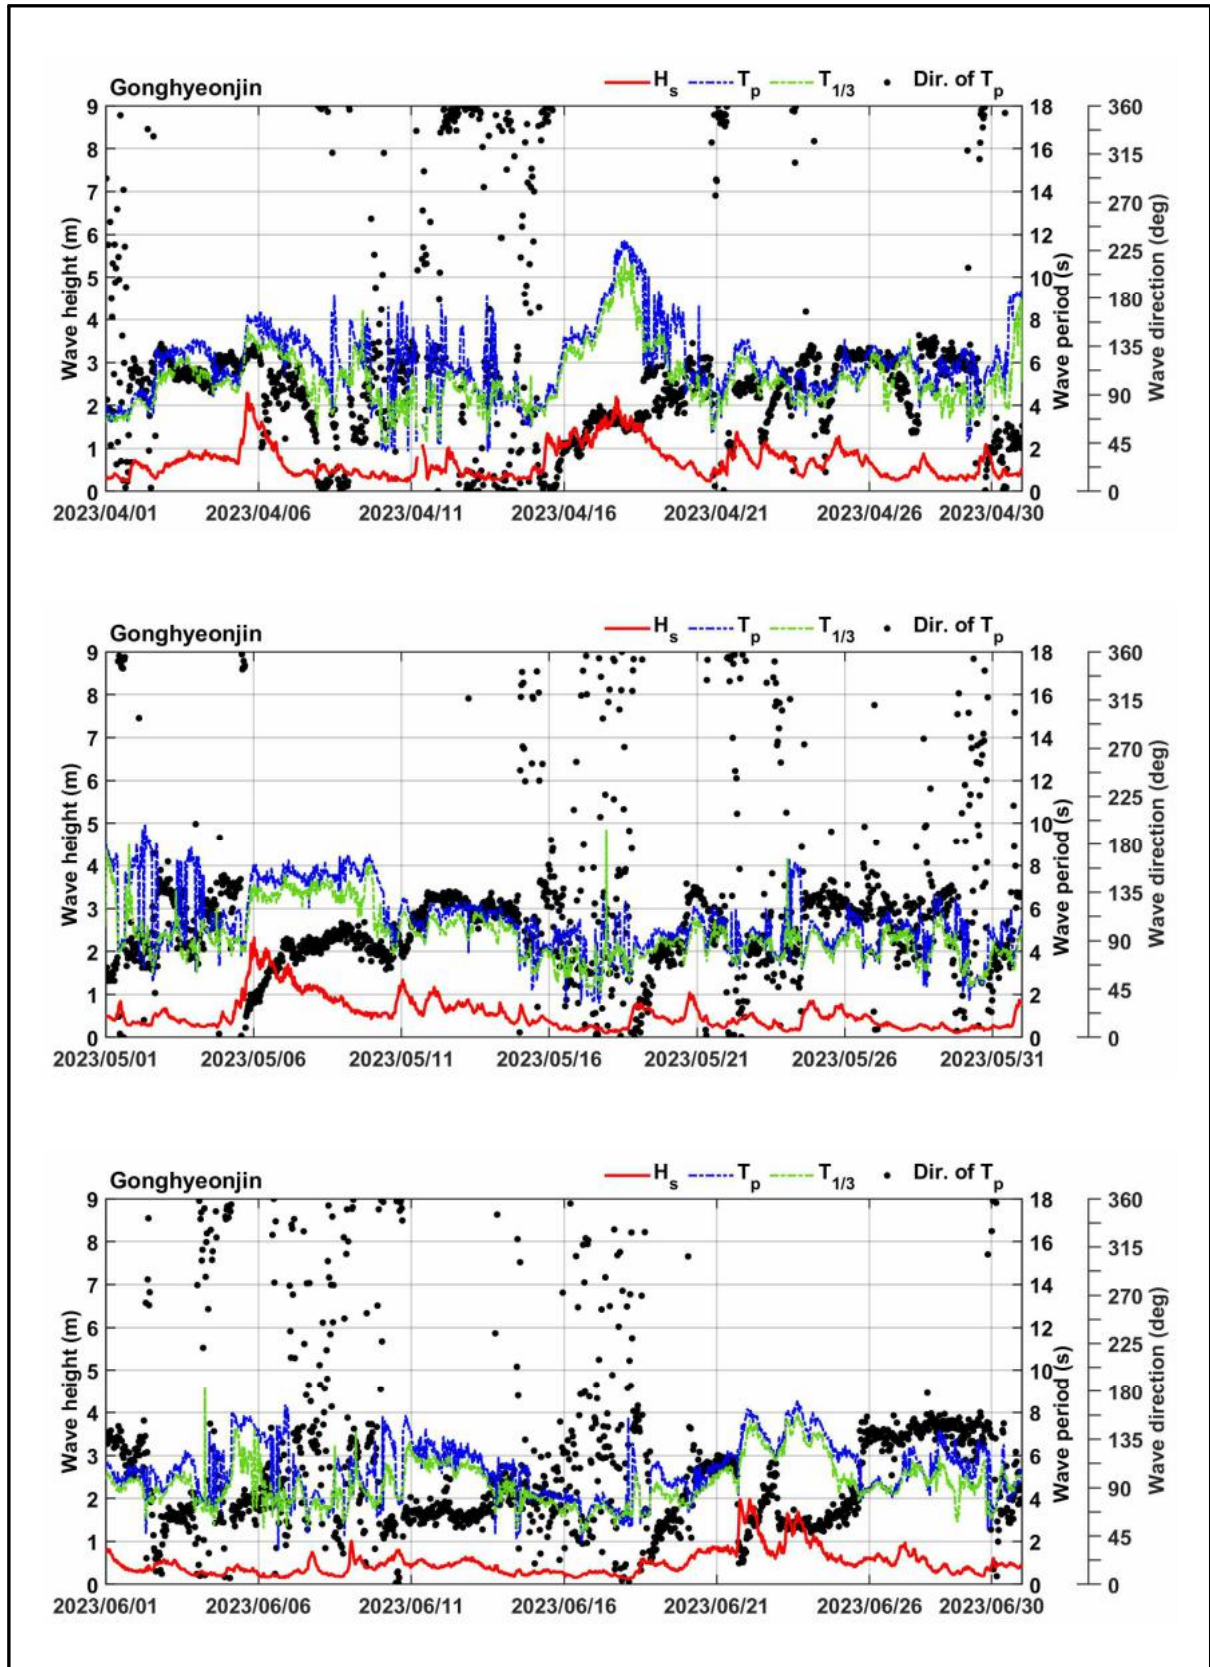 Gonghyeonjin
Hs Tp T1/3 Dir. of Tp
9 18 360
8 16 315
7 14 270
6 12 225
5 10 180
4 8 135
3 6 90
2 4 45
1 2 0
0 0
Wave height (m)
Wave period (s)
Wave direction (deg)
2023/04/01 2023/04/06 2023/04/11 2023/04/16 2023/04/21 2023/04/26 2023/04/30
Gonghyeonjin
Hs Tp T1/3 Dir. of Tp
9 18 360
8 16 315
7 14 270
6 12 225
5 10 180
4 8 135
3 6 90
2 4 45
1 2 0
0 0
Wave height (m)
Wave period (s)
Wave direction (deg)
2023/05/01 2023/05/06 2023/05/11 2023/05/16 2023/05/21 2023/05/26 2023/05/31
Gonghyeonjin
Hs Tp T1/3 Dir. of Tp
9 18 360
8 16 315
7 14 270
6 12 225
5 10 180
4 8 135
3 6 90
2 4 45
1 2 0
0 0
Wave height (m)
Wave period (s)
Wave direction (deg)
2023/06/01 2023/06/06 2023/06/11 2023/06/16 2023/06/21 2023/06/26 2023/06/30